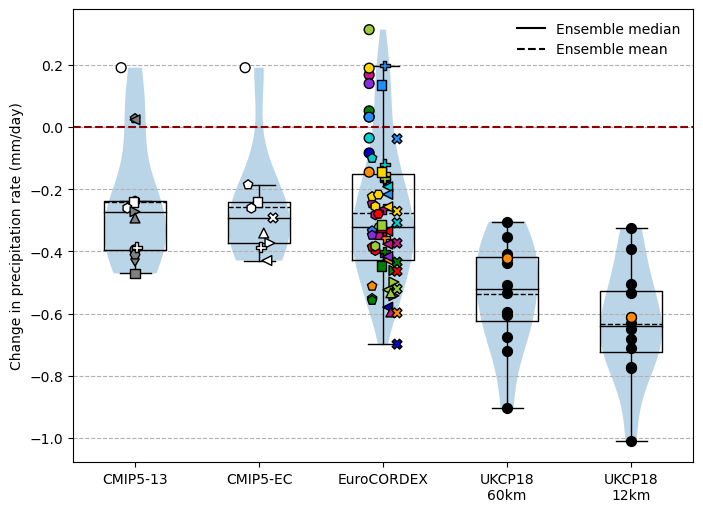 Ensemble median
Ensemble mean
Change in precipitation rate (mm/day)
0.2
0.0
−0.2
−0.4
−0.6
−0.8
−1.0
CMIP5-13
CMIP5-EC
EuroCORDEX
UKCP18
60km
UKCP18
12km